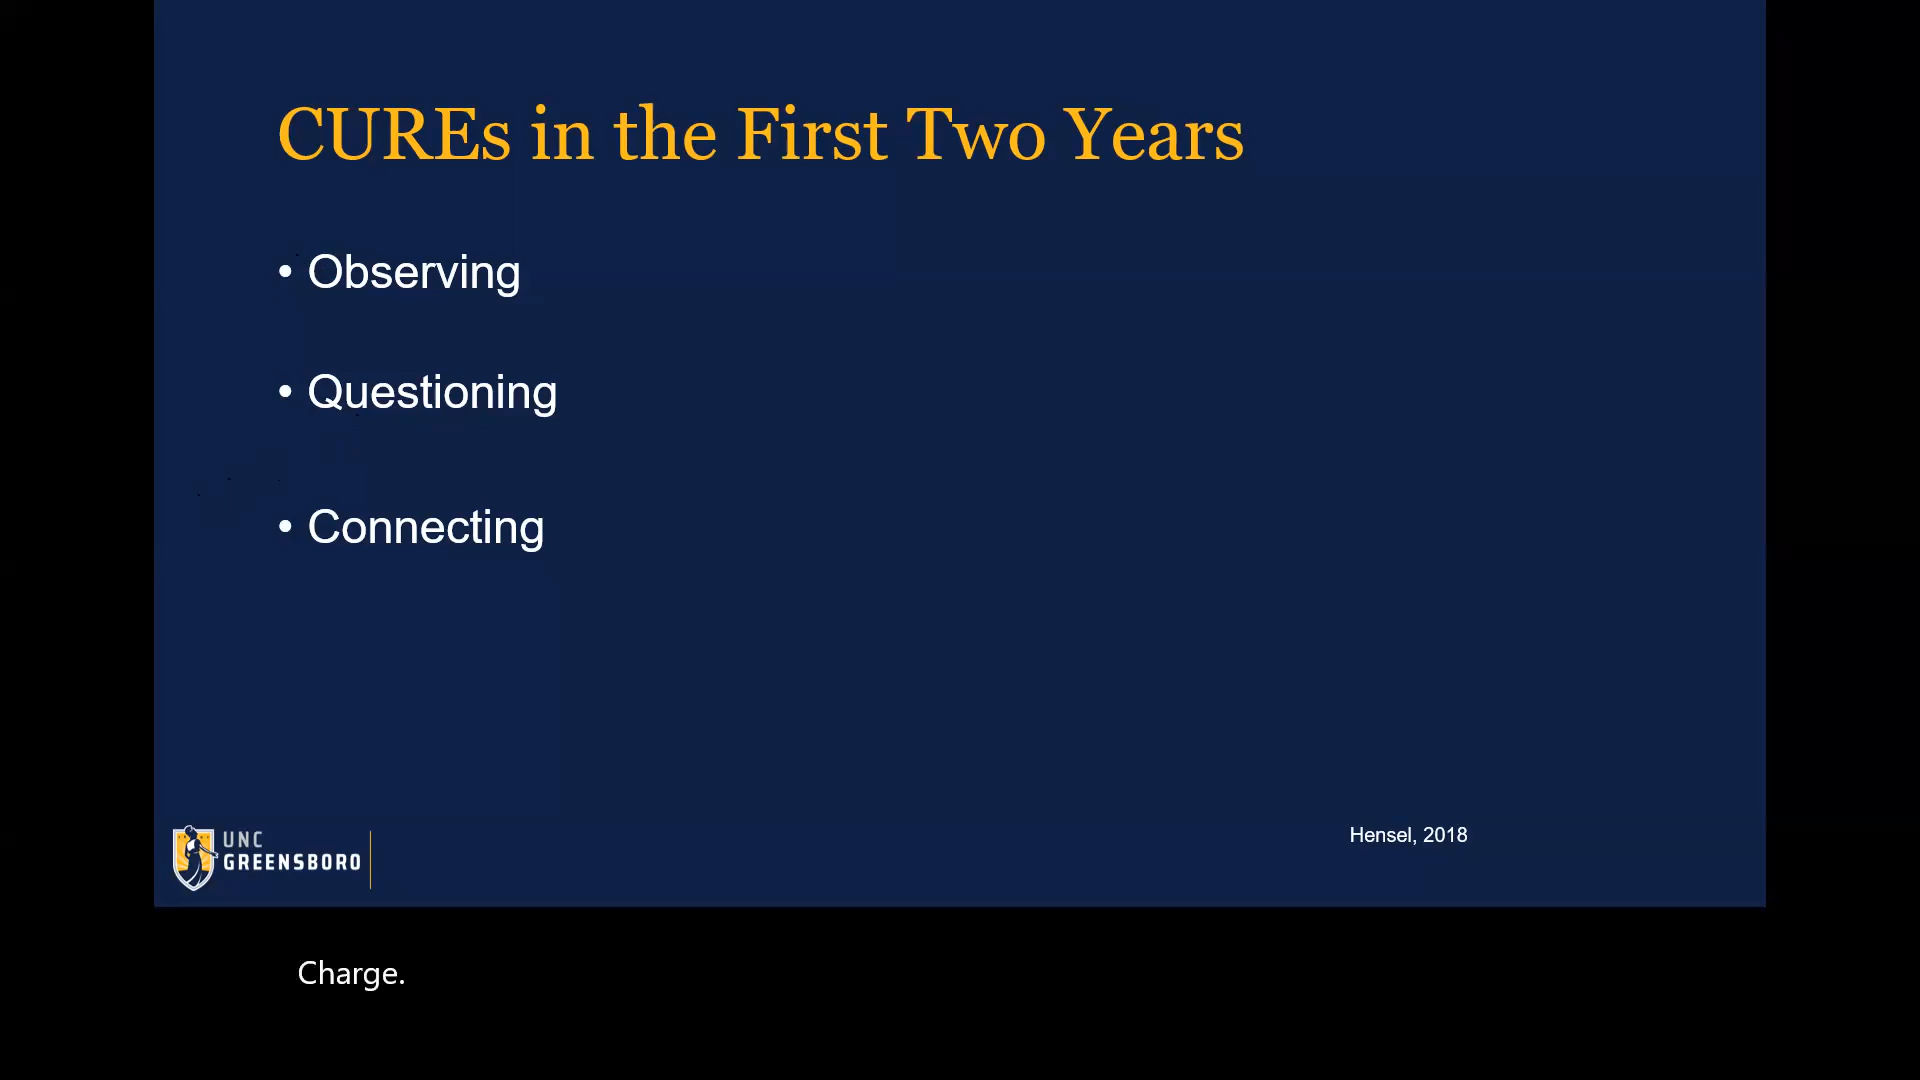 CUREs in the First Two Years
• Observing
• Questioning
• Connecting
UNC
GREENSBORO
Hensel, 2018
Charge.